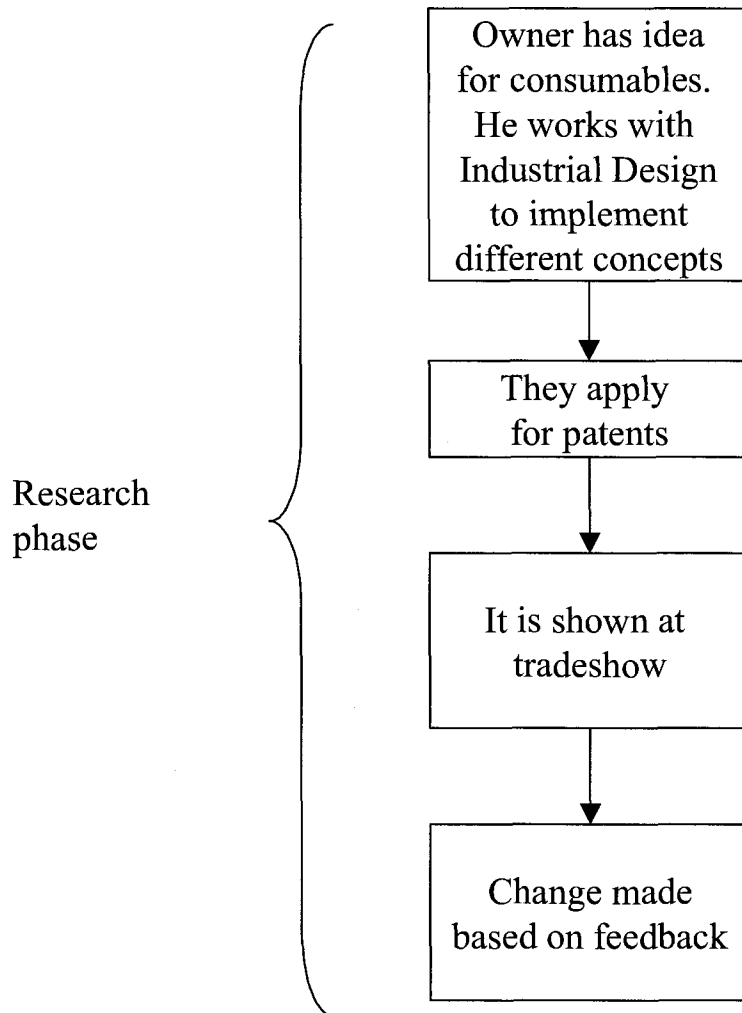 Owner has idea
for consumables.
He works with
Industrial Design
to implement
different concepts
They apply
for patents
Research
phase
It is shown at
tradeshow
Change made
based on feedback